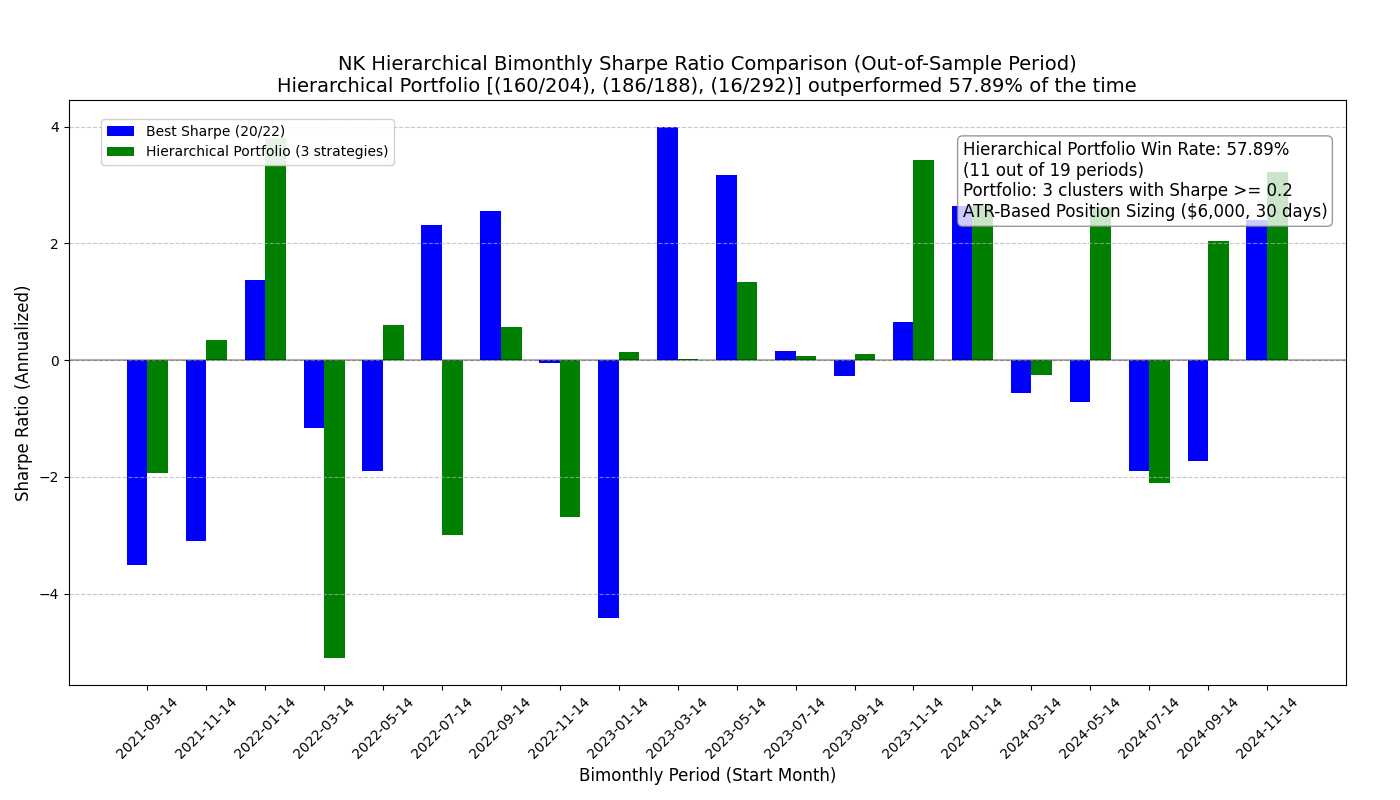 NK Hierarchical Bimonthly Sharpe Ratio Comparison (Out-of-Sample Period)
Hierarchical Portfolio [(160/204), (186/188), (16/292)] outperformed 57.89% of the time
Best Sharpe (20/22)
Hierarchical Portfolio (3 strategies)
Hierarchical Portfolio Win Rate: 57.89%
(11 out of 19 periods)
Portfolio: 3 clusters with Sharpe >= 0.2
ATR-Based Position Sizing ($6,000, 30 days)
Sharpe Ratio (Annualized)
4
2
0
−2
−4
2021-09-14
2021-11-14
2022-01-14
2022-03-14
2022-05-14
2022-07-14
2022-09-14
2022-11-14
2023-01-14
2023-03-14
2023-05-14
2023-07-14
2023-09-14
2023-11-14
2024-01-14
2024-03-14
2024-05-14
2024-07-14
2024-09-14
2024-11-14
Bimonthly Period (Start Month)